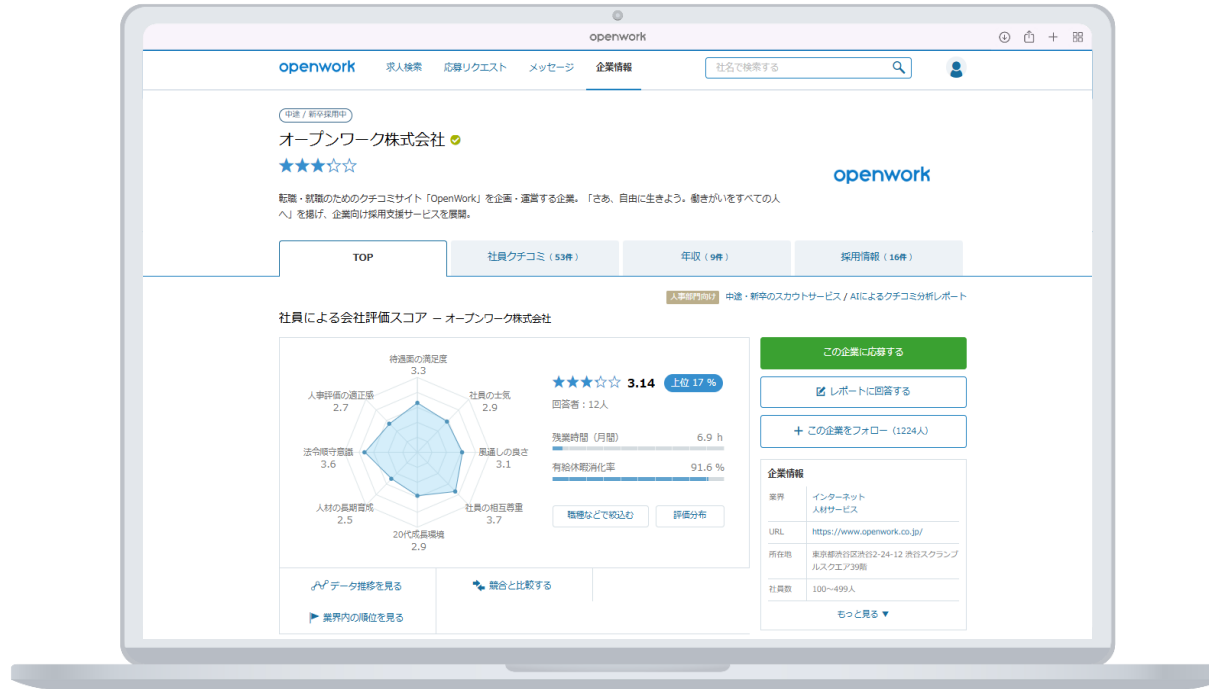 openwork
openwork 求人検索 応募リクエスト メッセージ 企業情報 社名で検索する
中途 / 新卒採用中
オープンワーク株式会社
★★★☆☆
openwork
転職・就職のためのクチコミサイト「OpenWork」を企画・運営する企業。「さあ、自由に生きよう。働きがいをすべての人
へ」を掲げ、企業向け採用支援サービスを展開。
TOP 社員クチコミ（53件） 年収（9件） 採用情報（16件）
人事部門向け 中途・新卒のスカウトサービス / AIによるクチコミ分析レポート
社員による会社評価スコア － オープンワーク株式会社
待遇面の満足度
3.3
社員の士気
2.9
風通しの良さ
3.1
社員の相互尊重
3.7
20代成長環境
2.9
人材の長期育成
2.5
法令順守意識
3.6
人事評価の適正感
2.7
★★★☆☆ 3.14 上位 17 %
回答者：12人
残業時間（月間） 6.9 h
有給休暇消化率 91.6 %
職種などで絞込む 評価分布
データ推移を見る 競合と比較する
業界内の順位を見る
この企業に応募する
レポートに回答する
＋ この企業をフォロー（1224人）
企業情報
業界 インターネット
人材サービス
URL https://www.openwork.co.jp/
所在地 東京都渋谷区渋谷2-24-12 渋谷スクランブ
ルスクエア39階
社員数 100～499人
もっと見る ▼